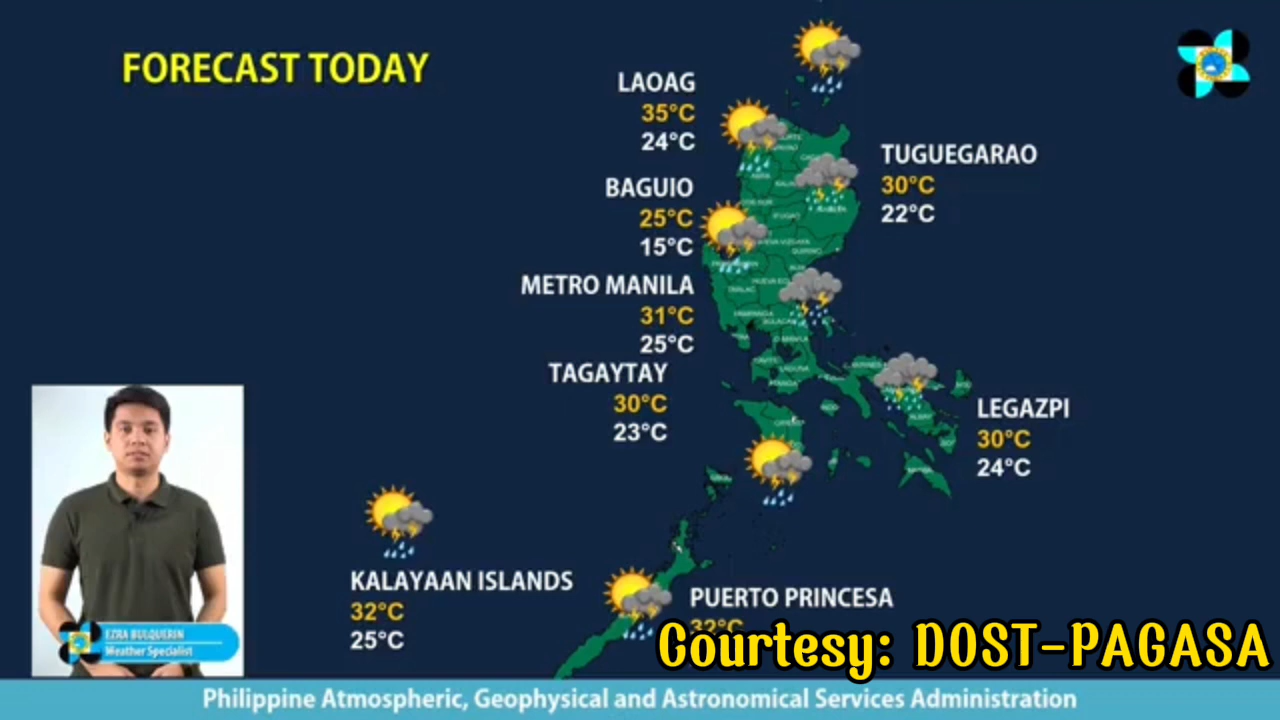 FORECAST TODAY
LAOAG
35°C
24°C
TUGUEGARAO
30°C
22°C
BAGUIO
25°C
15°C
METRO MANILA
31°C
25°C
TAGAYTAY
30°C
23°C
LEGAZPI
30°C
24°C
KALAYAAN ISLANDS
32°C
25°C
PUERTO PRINCESA
32°C
Courtesy: DOST-PAGASA
EZRA BULQUERIN
Weather Specialist
Philippine Atmospheric, Geophysical and Astronomical Services Administration